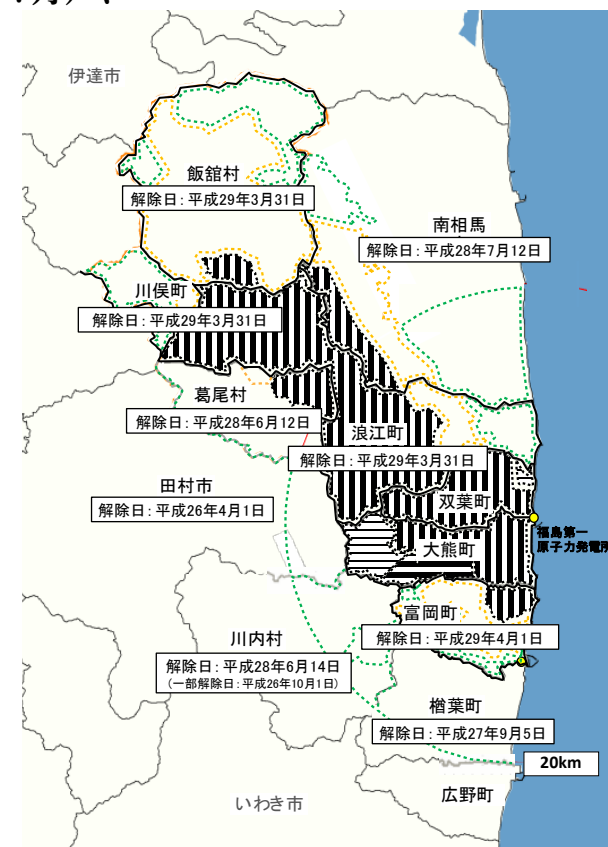 伊達市
飯舘村
解除日：平成29年3月31日
南相馬
解除日：平成28年7月12日
川俣町
解除日：平成29年3月31日
葛尾村
解除日：平成28年6月12日
浪江町
解除日：平成29年3月31日
田村市
解除日：平成26年4月1日
双葉町
福島第一
原子力発電所
大熊町
富岡町
解除日：平成29年4月1日
川内村
解除日：平成28年6月14日
（一部解除日：平成26年10月1日）
楢葉町
解除日：平成27年9月5日
20km
広野町
いわき市